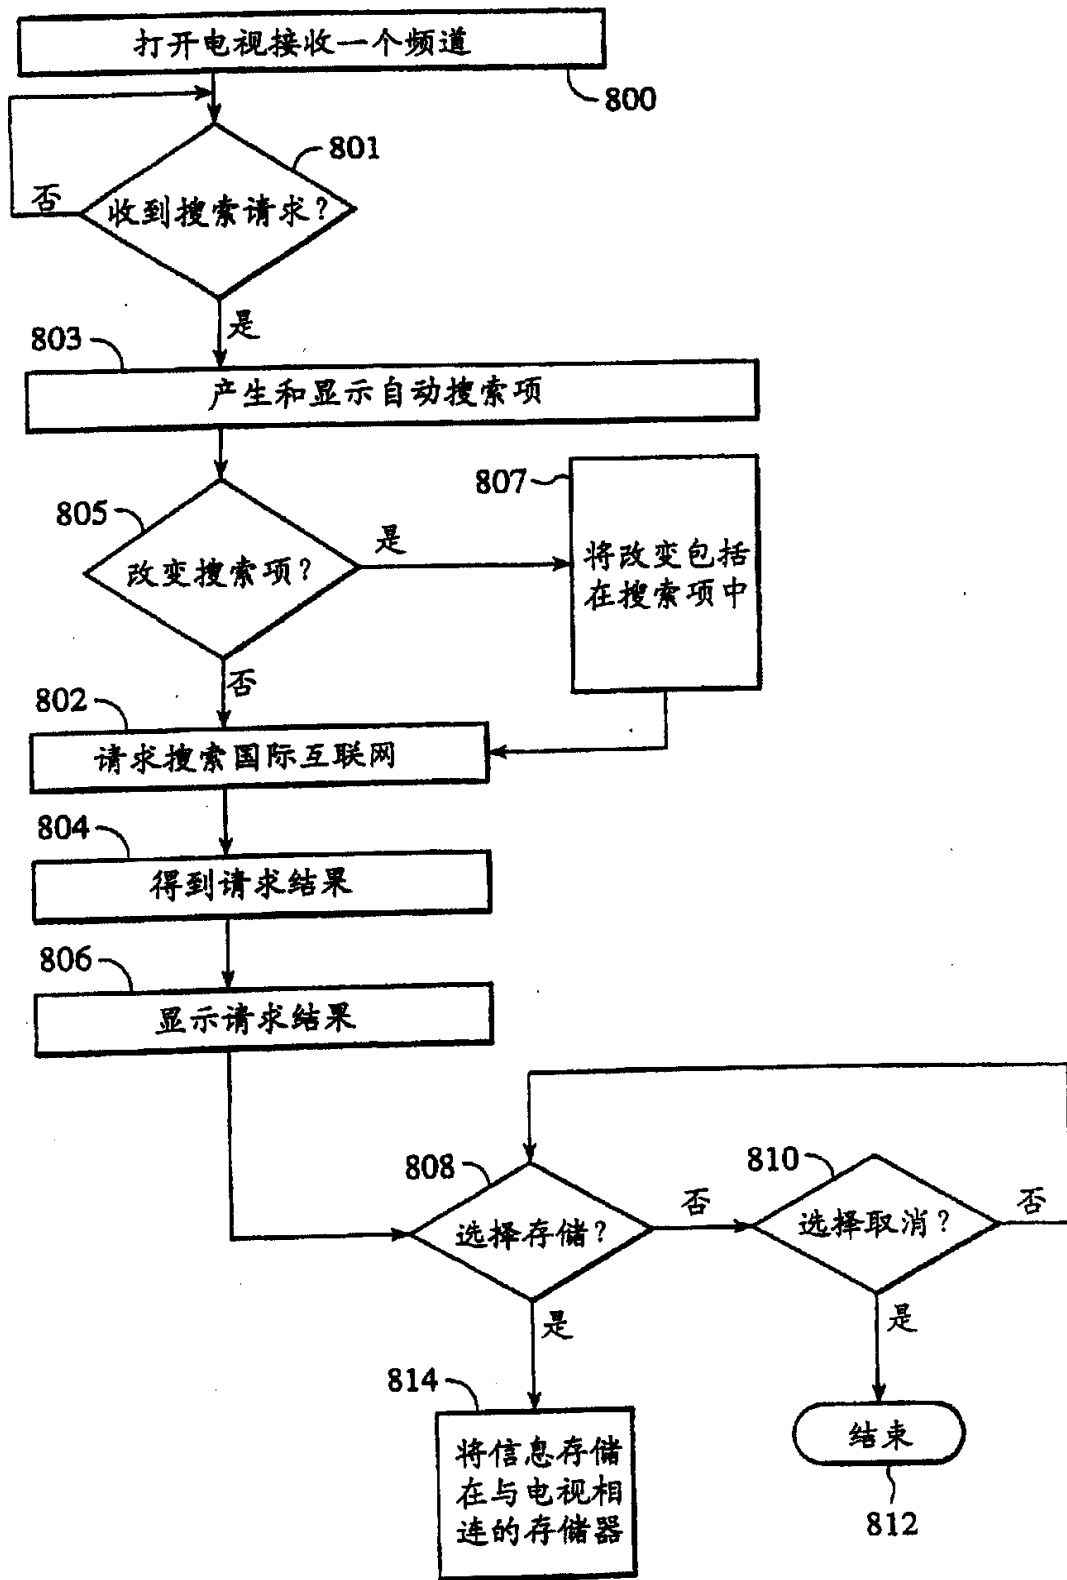 打开电视接收一个频道
800
801
收到搜索请求?
否
是
803
产生和显示自动搜索项
805
改变搜索项?
是
807
将改变包括
在搜索项中
否
802
请求搜索国际互联网
804
得到请求结果
806
显示请求结果
808
选择存储?
否
810
选择取消?
否
是
是
814
将信息存储
在与电视相
连的存储器
结束
812